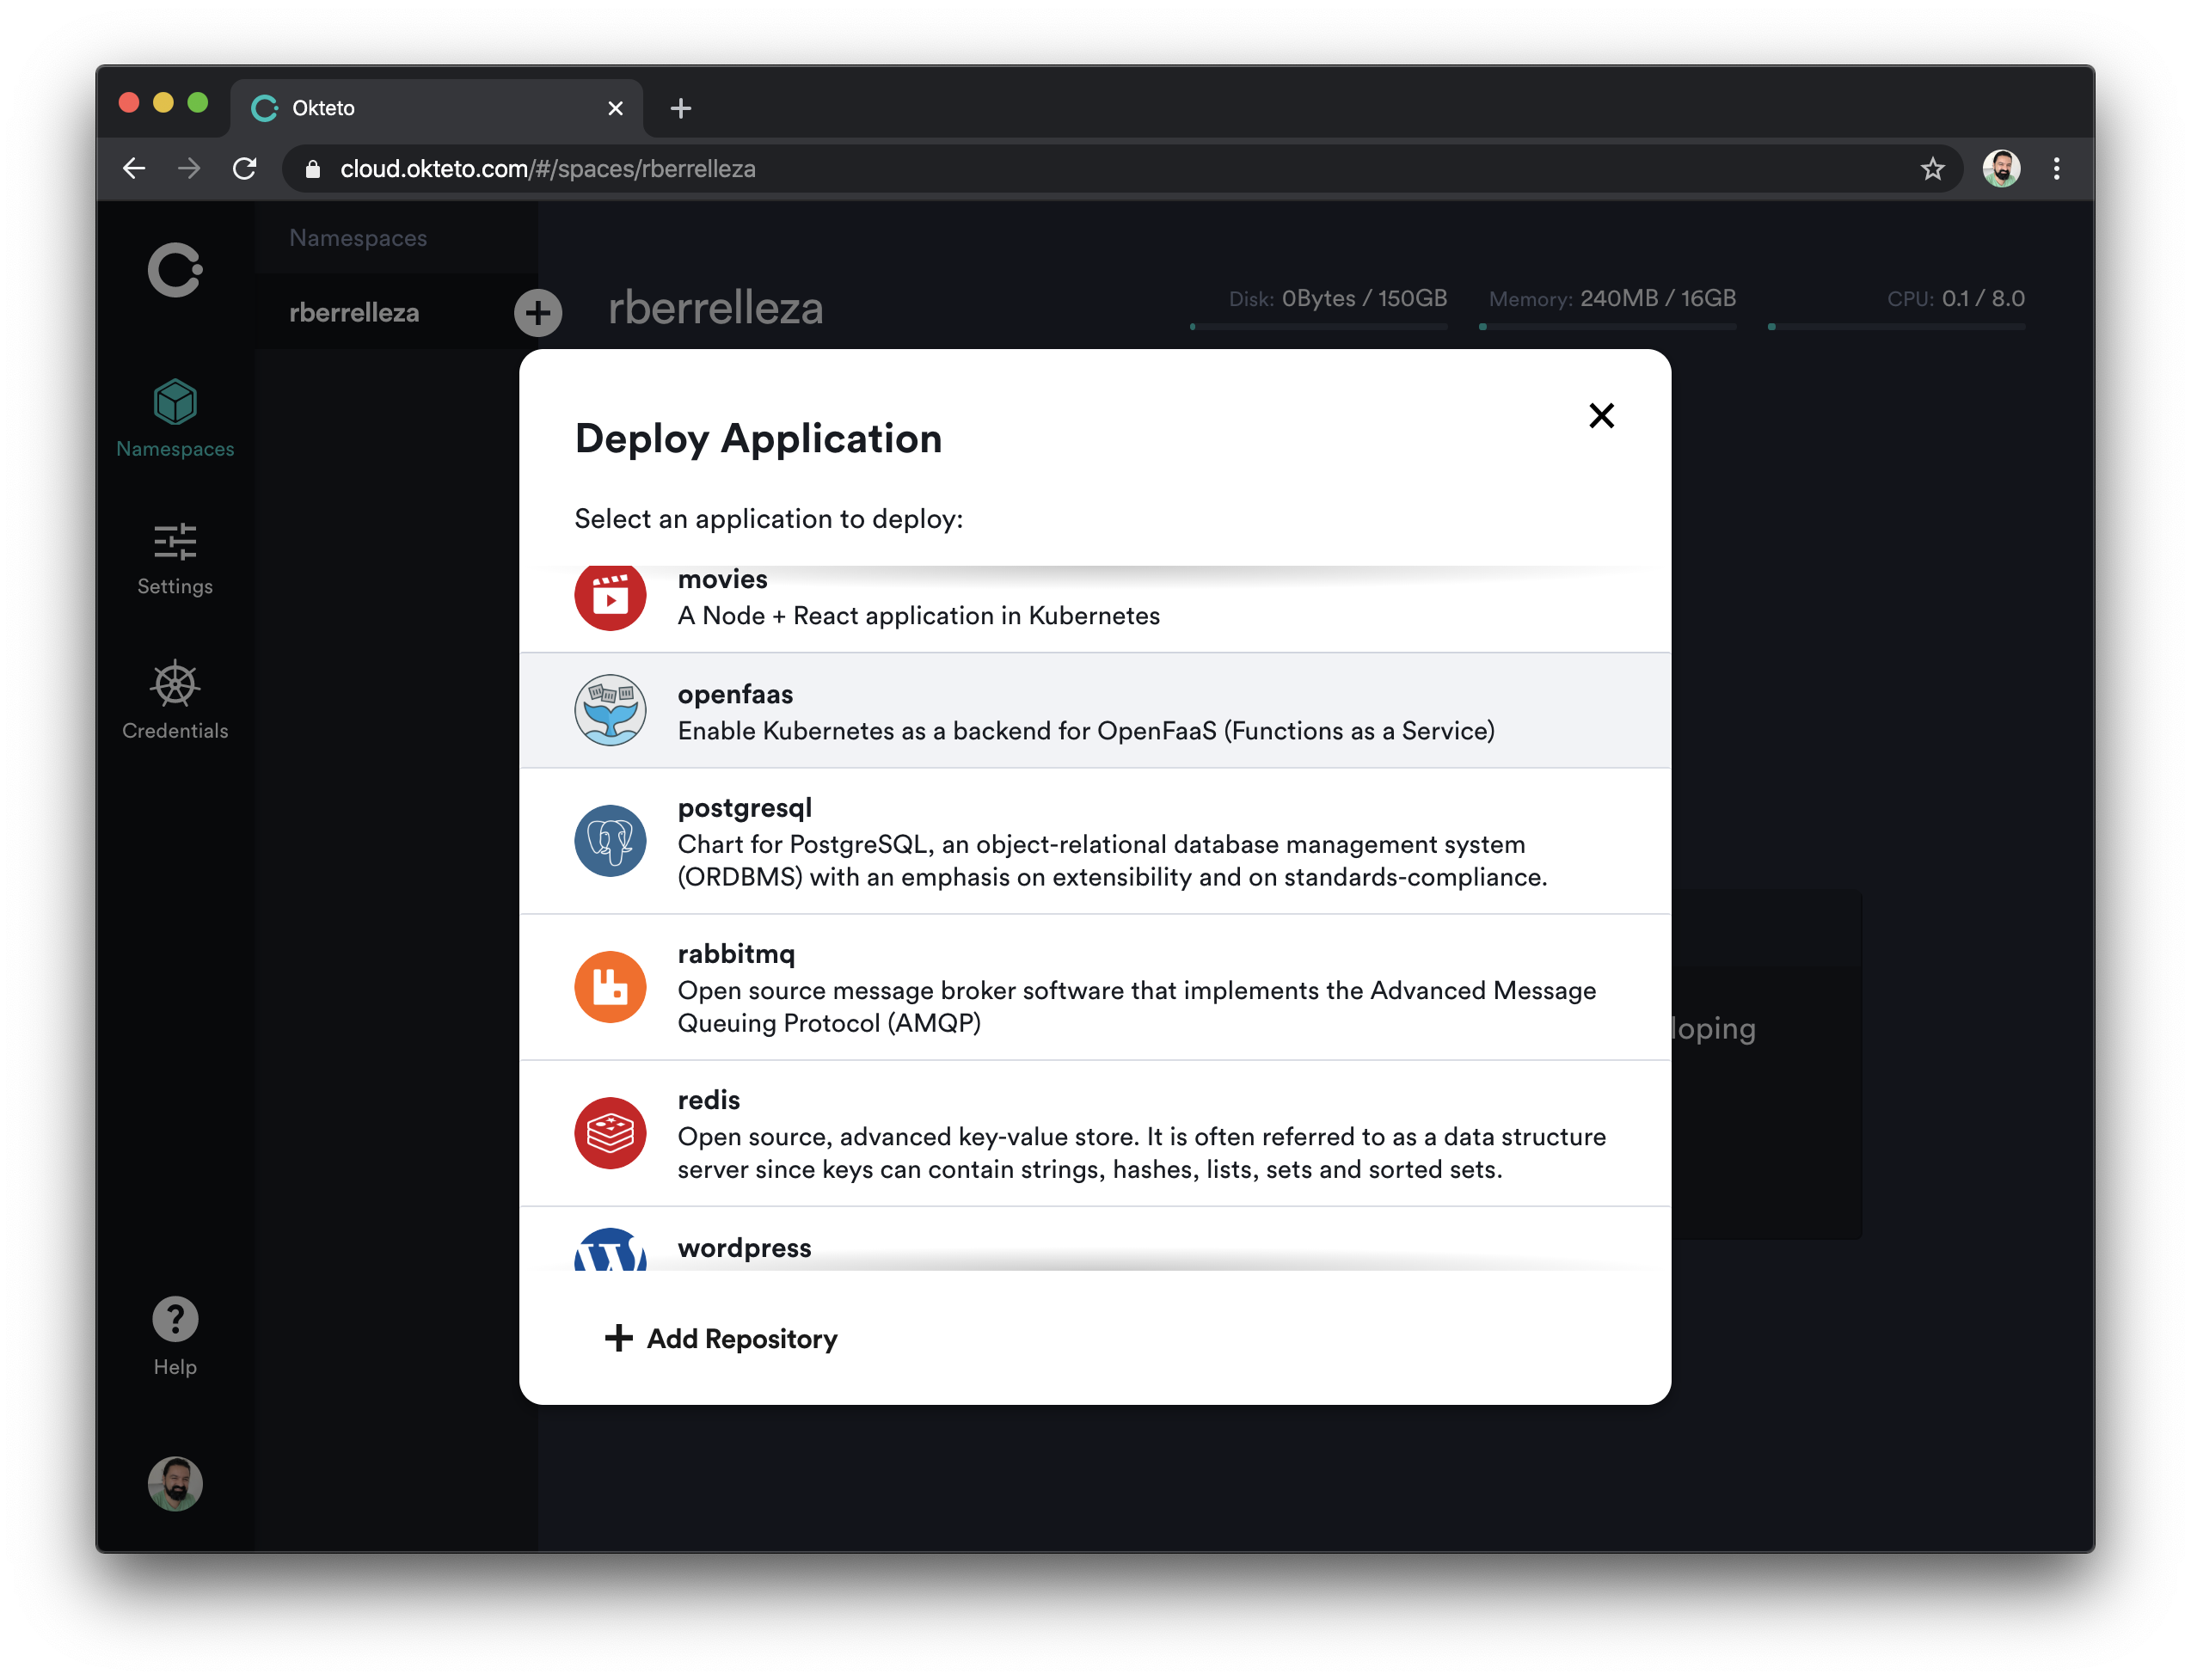 Okteto
cloud.okteto.com/#/spaces/rberrelleza
Namespaces
rberrelleza
rberrelleza
Disk: 0Bytes / 150GB
Memory: 240MB / 16GB
CPU: 0.1 / 8.0
Namespaces
Settings
Credentials
Help
Deploy Application
Select an application to deploy:
movies
A Node + React application in Kubernetes
openfaas
Enable Kubernetes as a backend for OpenFaaS (Functions as a Service)
postgresql
Chart for PostgreSQL, an object-relational database management system
(ORDBMS) with an emphasis on extensibility and on standards-compliance.
rabbitmq
Open source message broker software that implements the Advanced Message
Queuing Protocol (AMQP)
redis
Open source, advanced key-value store. It is often referred to as a data structure
server since keys can contain strings, hashes, lists, sets and sorted sets.
wordpress
Add Repository
loping